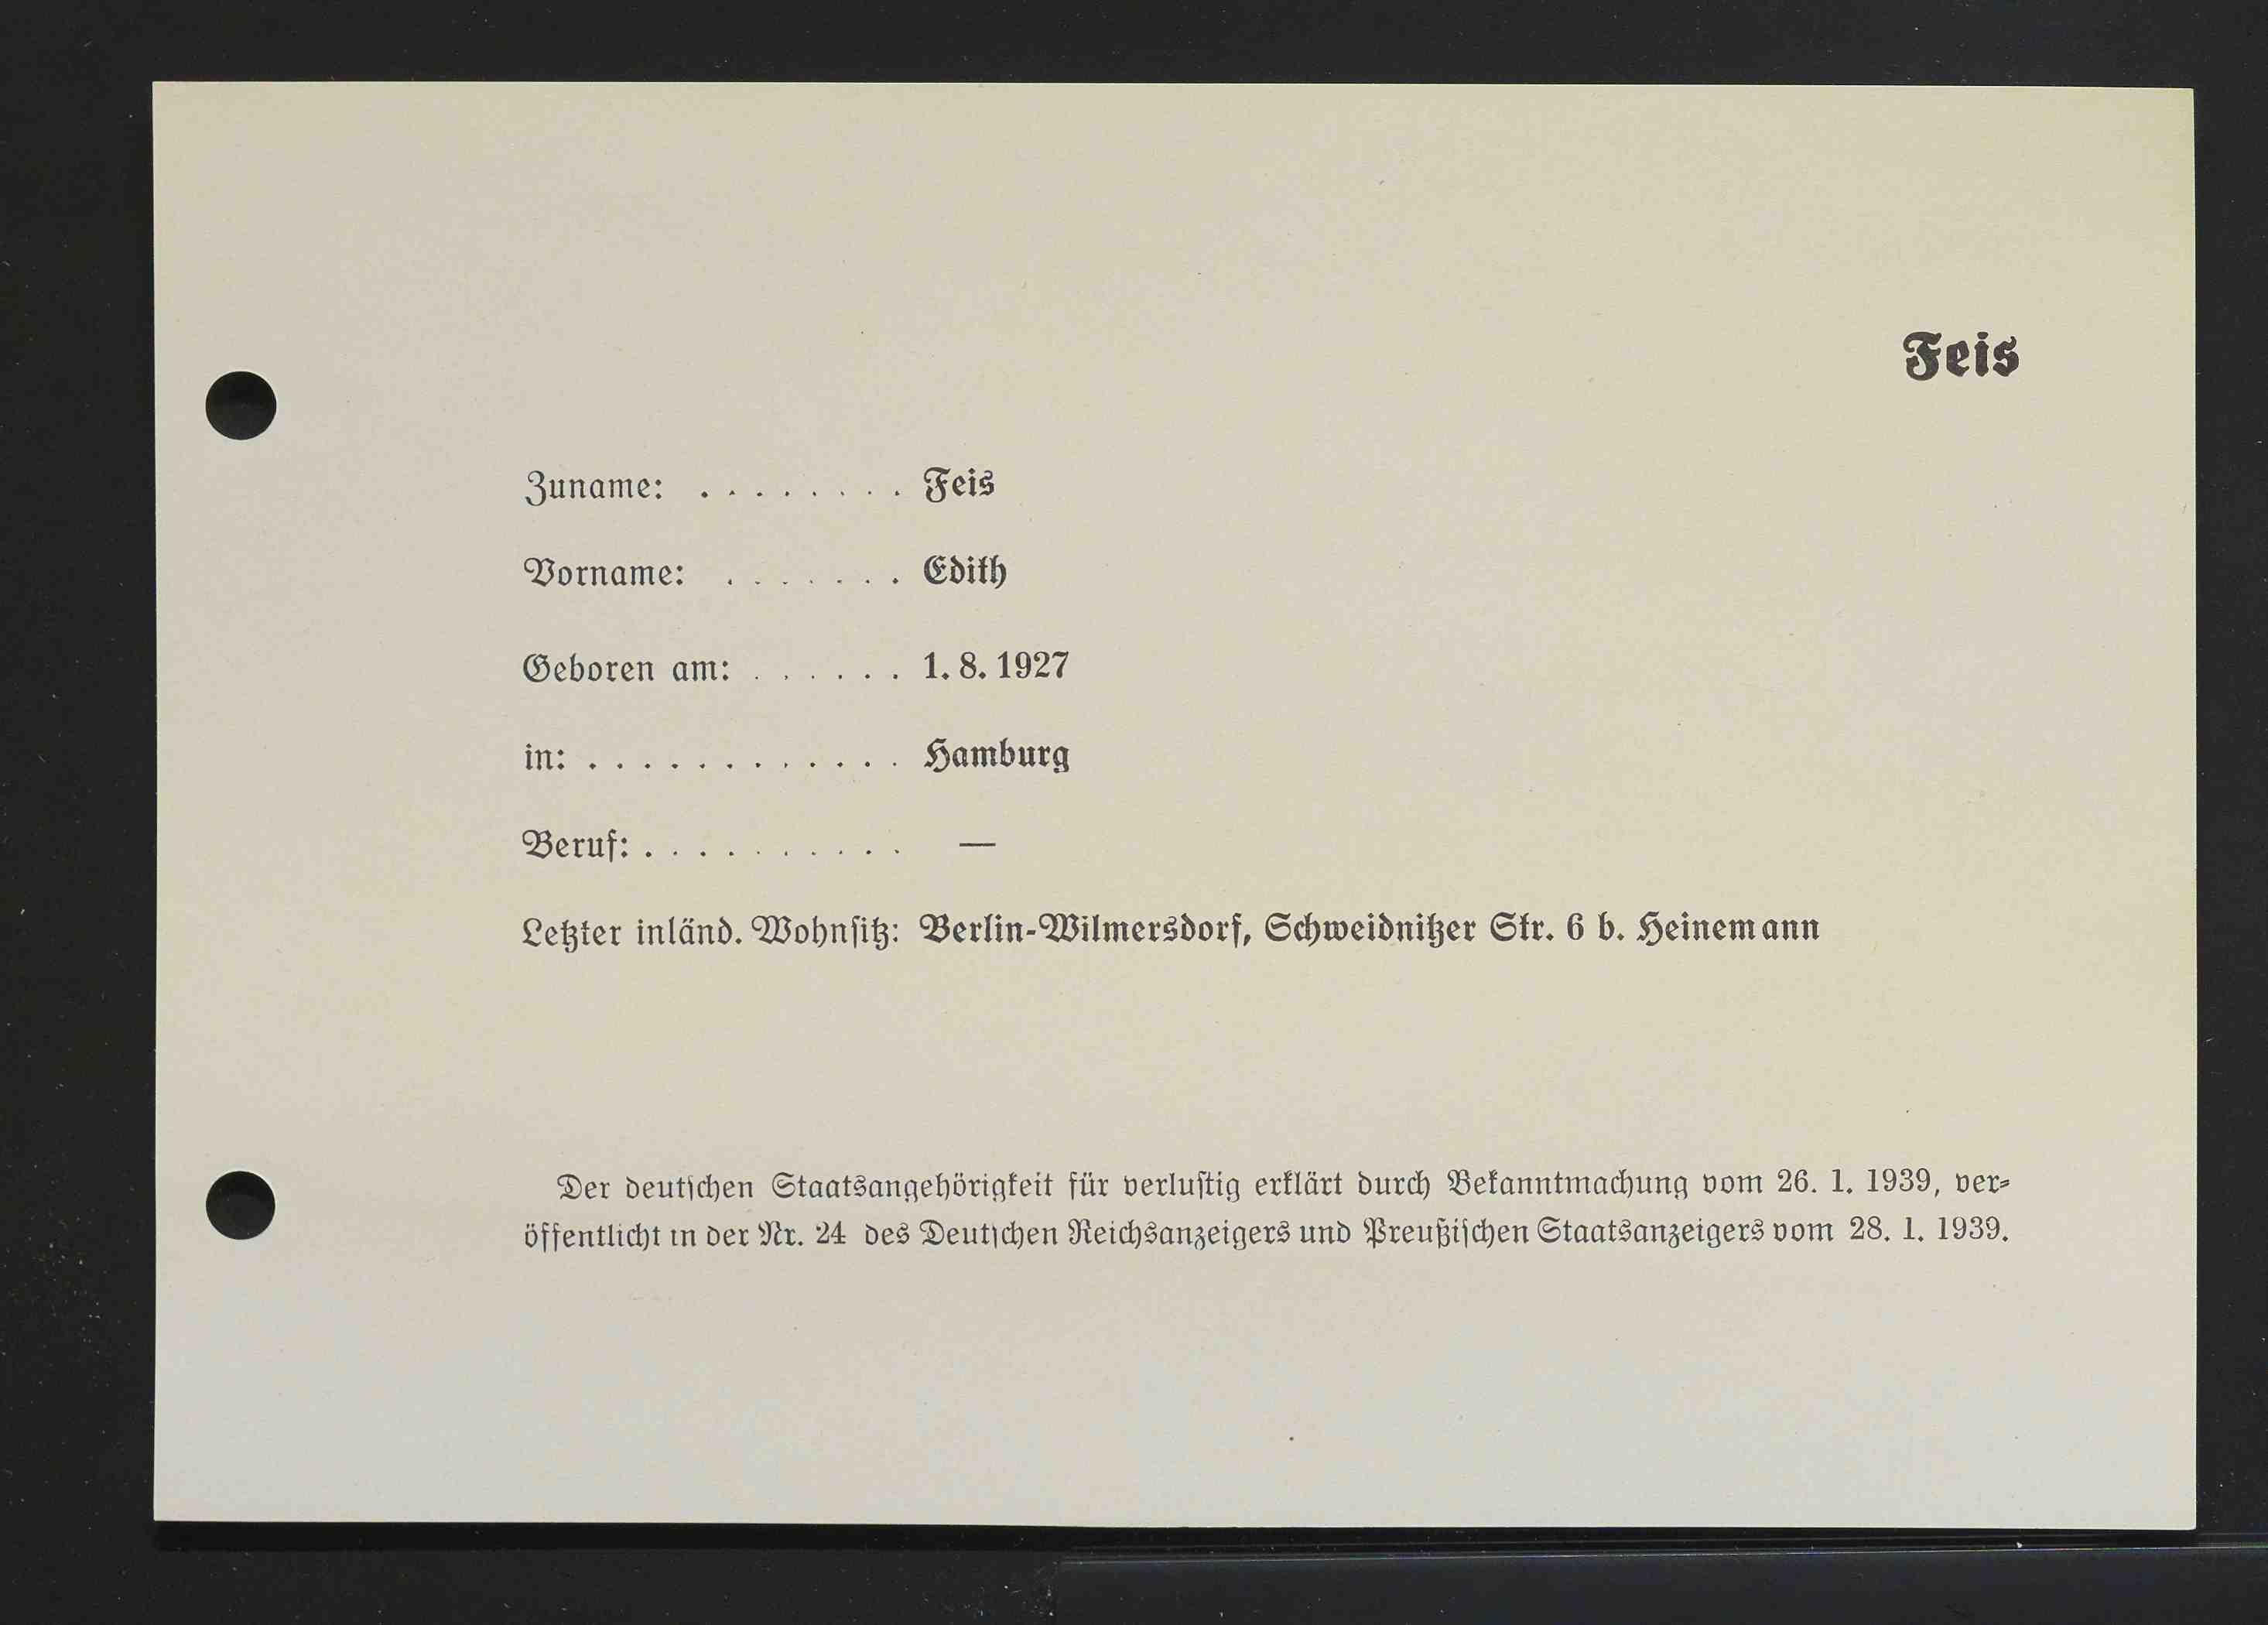 Feis
Zuname: . . . . . . . . Feis
Vorname: . . . . . . . Edith
Geboren am: . . . . . . 1. 8. 1927
in: . . . . . . . . . . . . Hamburg
Beruf: . . . . . . . . . . —
Letzter inländ. Wohnsitz: Berlin-Wilmersdorf, Schweidnitzer Str. 6 b. Heinemann
Der deutschen Staatsangehörigkeit für verlustig erklärt durch Bekanntmachung vom 26. 1. 1939, ver-
öffentlicht in der Nr. 24 des Deutschen Reichsanzeigers und Preußischen Staatsanzeigers vom 28. 1. 1939.